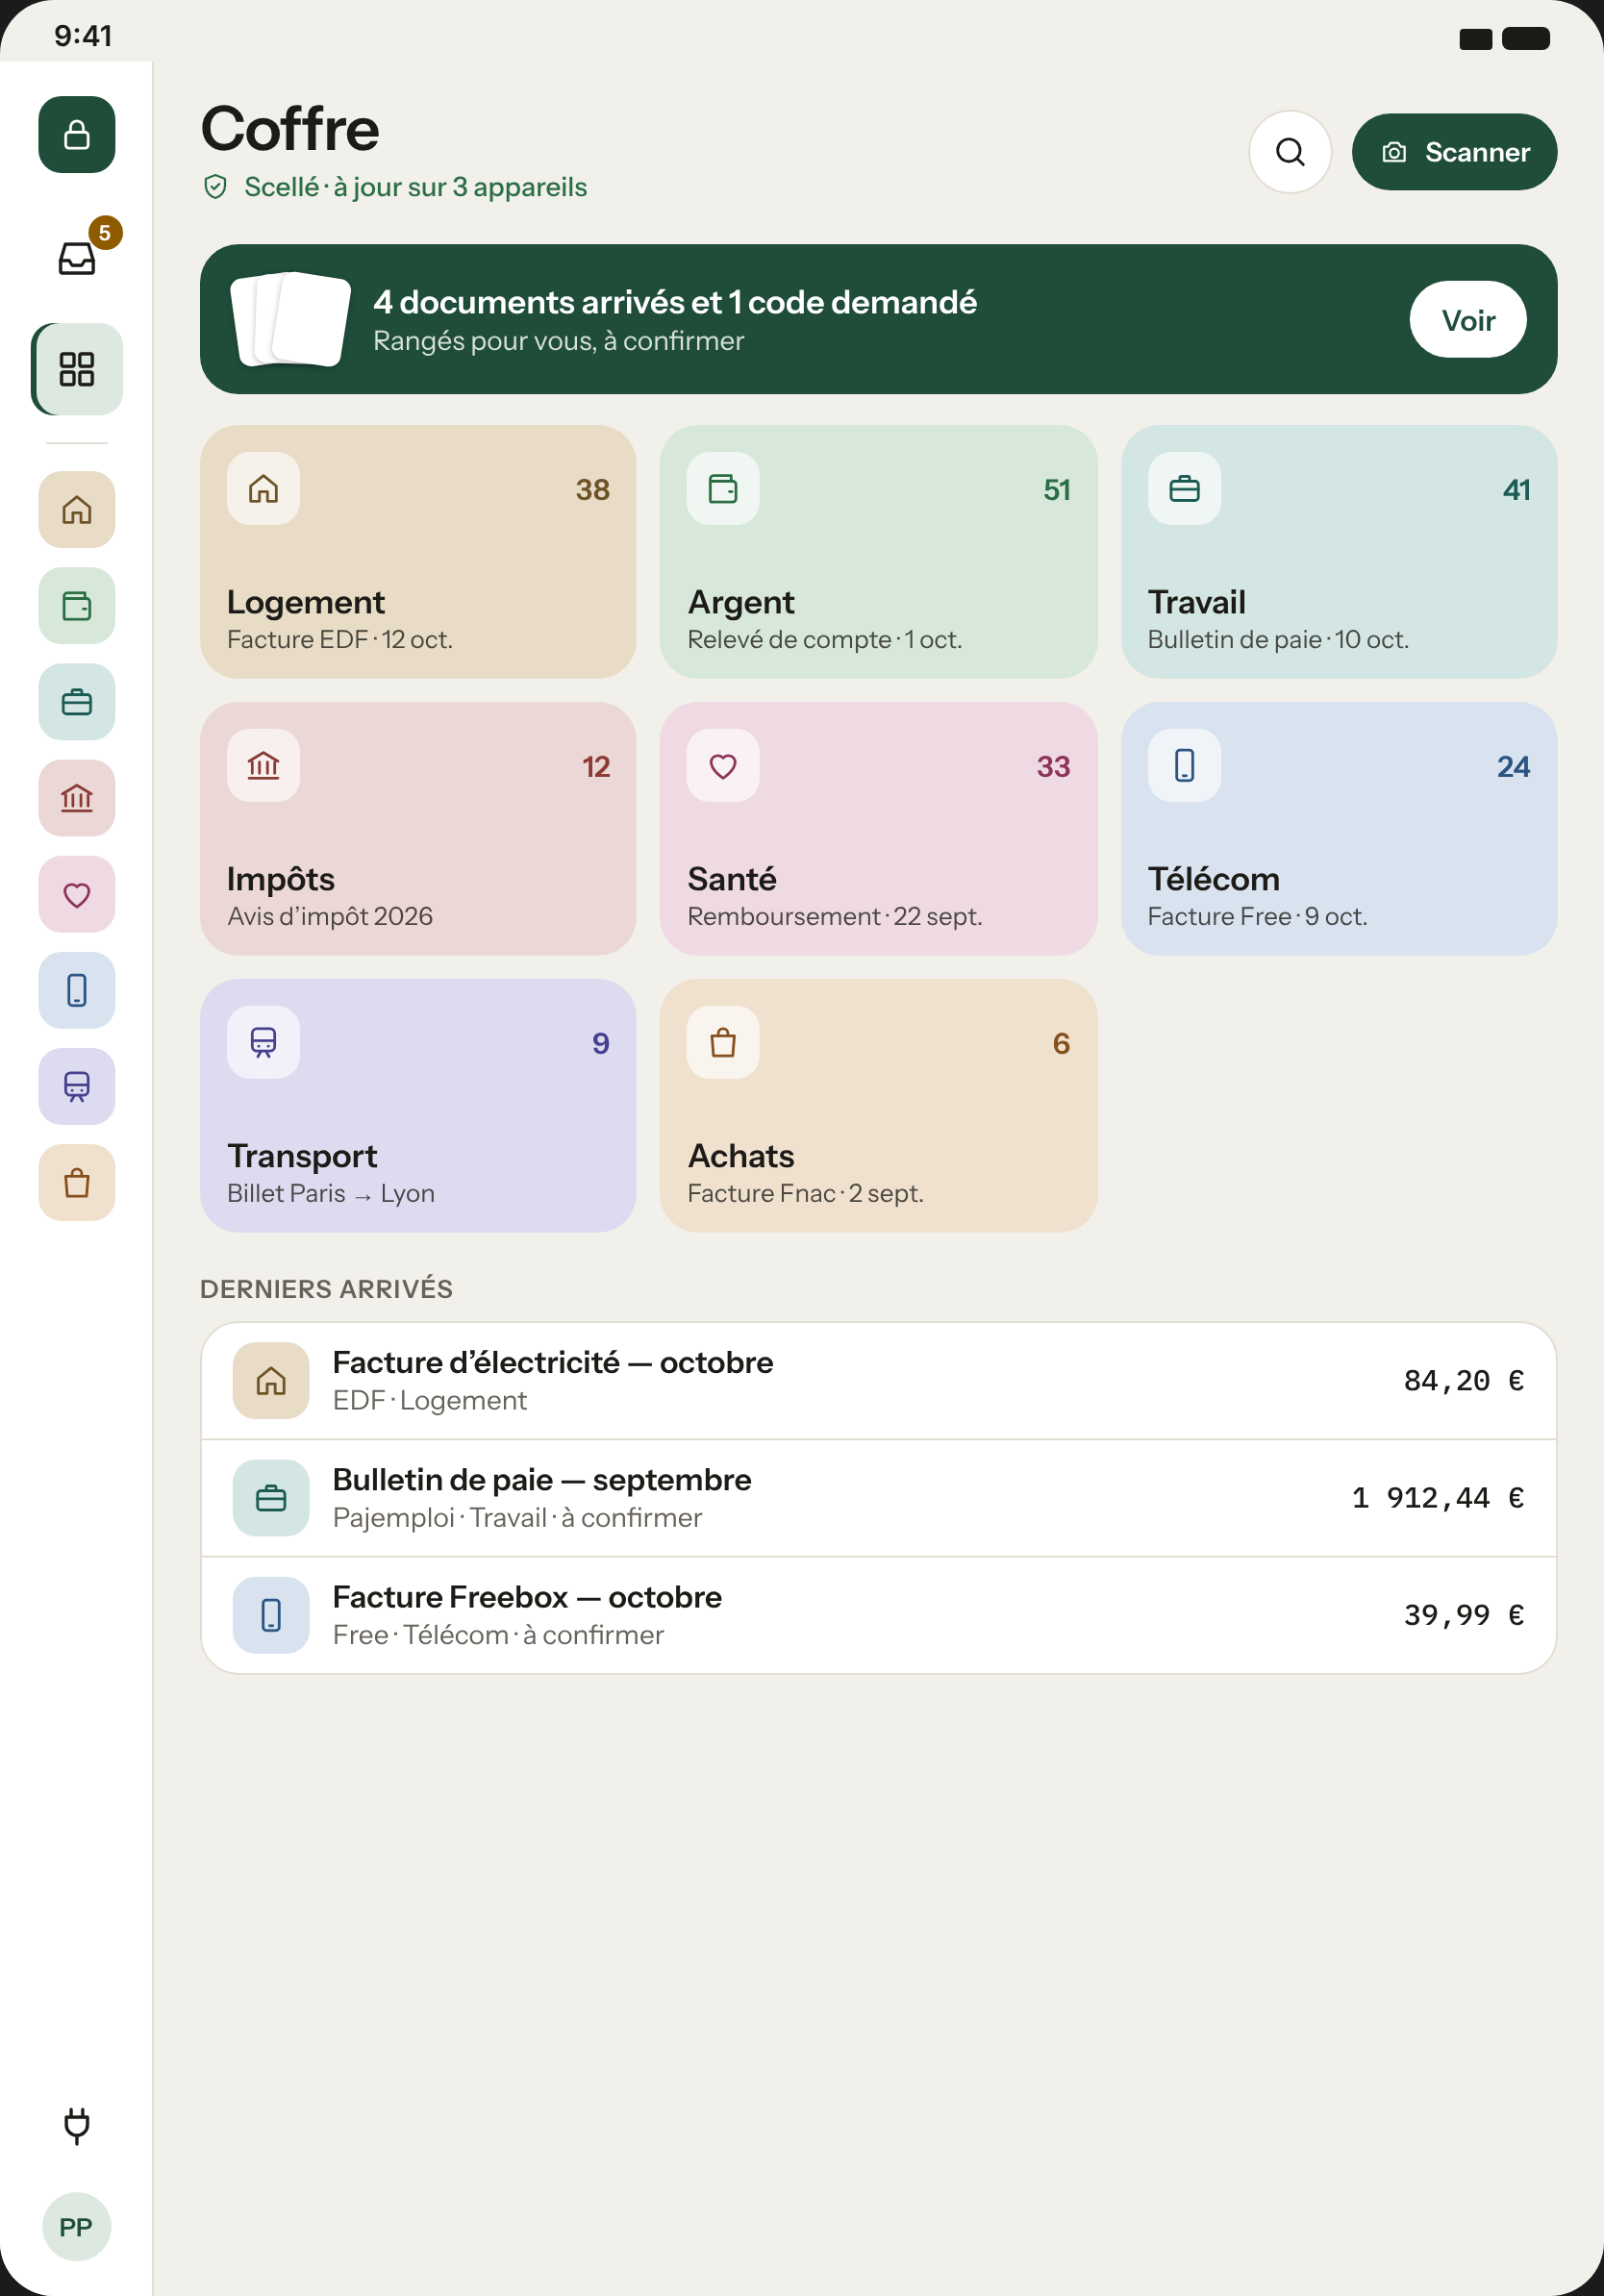 9:41
Coffre
Scellé · à jour sur 3 appareils
Scanner
5
4 documents arrivés et 1 code demandé
Rangés pour vous, à confirmer
Voir
38
Logement
Facture EDF · 12 oct.
51
Argent
Relevé de compte · 1 oct.
41
Travail
Bulletin de paie · 10 oct.
12
Impôts
Avis d’impôt 2026
33
Santé
Remboursement · 22 sept.
24
Télécom
Facture Free · 9 oct.
9
Transport
Billet Paris → Lyon
6
Achats
Facture Fnac · 2 sept.
DERNIERS ARRIVÉS
Facture d’électricité — octobre
EDF · Logement
84,20 €
Bulletin de paie — septembre
Pajemploi · Travail · à confirmer
1 912,44 €
Facture Freebox — octobre
Free · Télécom · à confirmer
39,99 €
PP